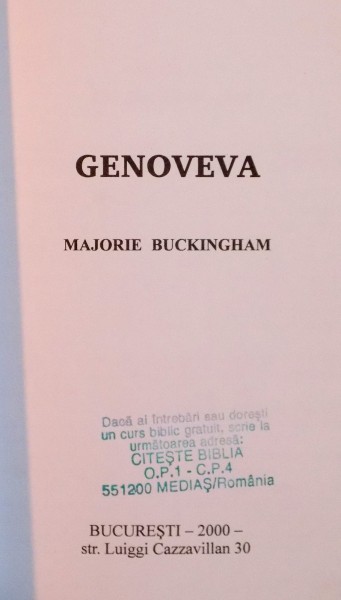 GENOVEVA
MAJORIE BUCKINGHAM
Dacă ai întrebări sau dorești
un curs biblic gratuit, scrie la
următoarea adresă:
CITEȘTE BIBLIA
O.P.1 - C.P.4
551200 MEDIAȘ/România
BUCUREȘTI – 2000 –
str. Luiggi Cazzavillan 30